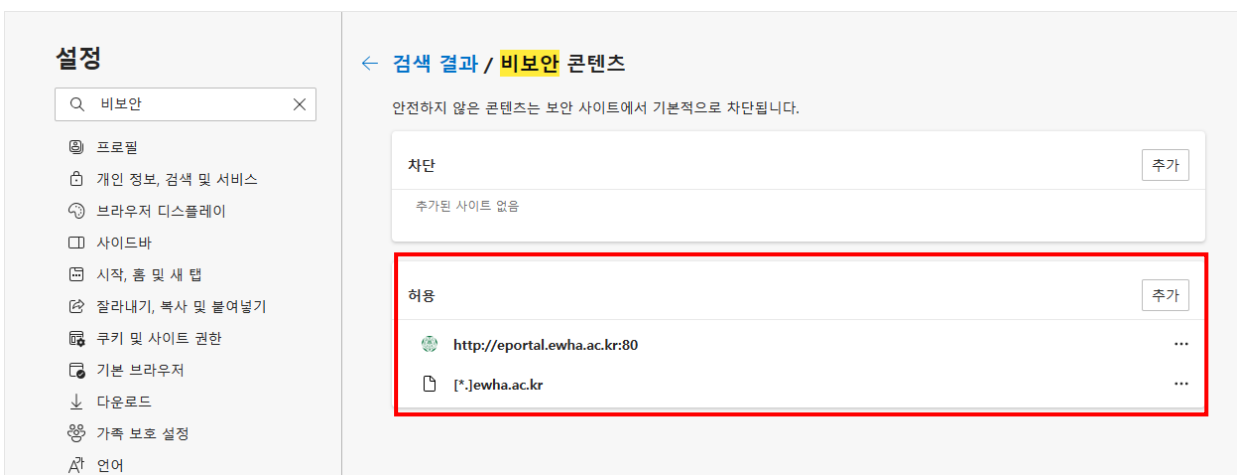 설정
비보안
프로필
개인 정보, 검색 및 서비스
브라우저 디스플레이
사이드바
시작, 홈 및 새 탭
잘라내기, 복사 및 붙여넣기
쿠키 및 사이트 권한
기본 브라우저
다운로드
가족 보호 설정
언어
검색 결과 / 비보안 콘텐츠
안전하지 않은 콘텐츠는 보안 사이트에서 기본적으로 차단됩니다.
차단 추가
추가된 사이트 없음
허용 추가
http://eportal.ewha.ac.kr:80
[*.]ewha.ac.kr